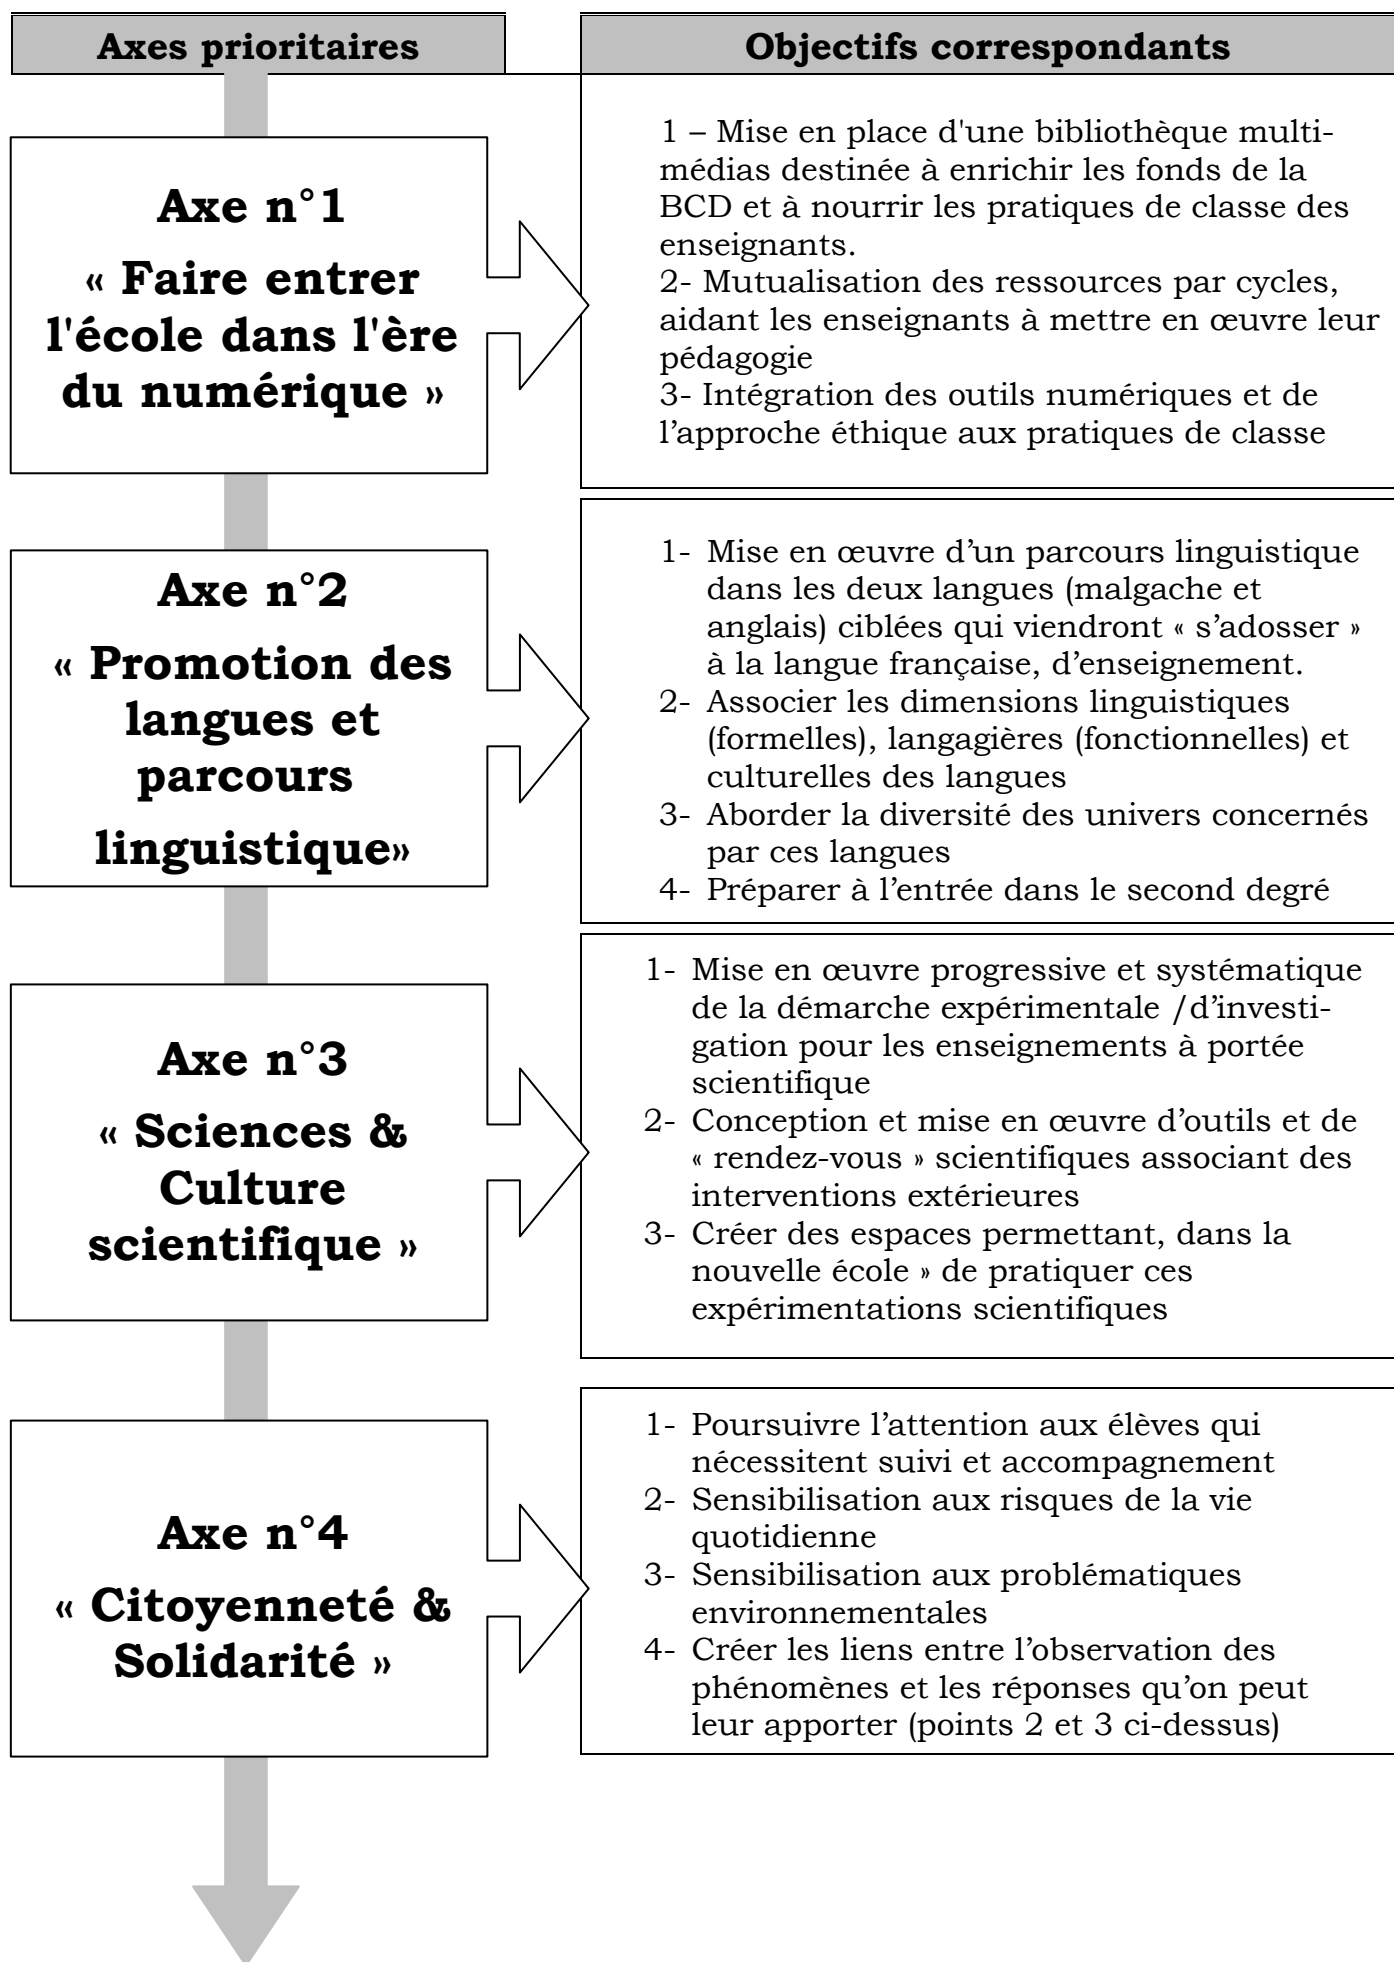 Axes prioritaires
Objectifs correspondants
Axe n°1
« Faire entrer
l'école dans l'ère
du numérique »
1 – Mise en place d'une bibliothèque multi-
médias destinée à enrichir les fonds de la
BCD et à nourrir les pratiques de classe des
enseignants.
2- Mutualisation des ressources par cycles,
aidant les enseignants à mettre en œuvre leur
pédagogie
3- Intégration des outils numériques et de
l’approche éthique aux pratiques de classe
Axe n°2
« Promotion des
langues et
parcours
linguistique»
1- Mise en œuvre d’un parcours linguistique
dans les deux langues (malgache et
anglais) ciblées qui viendront « s’adosser »
à la langue française, d’enseignement.
2- Associer les dimensions linguistiques
(formelles), langagières (fonctionnelles) et
culturelles des langues
3- Aborder la diversité des univers concernés
par ces langues
4- Préparer à l’entrée dans le second degré
Axe n°3
« Sciences &
Culture
scientifique »
1- Mise en œuvre progressive et systématique
de la démarche expérimentale /d’investi-
gation pour les enseignements à portée
scientifique
2- Conception et mise en œuvre d’outils et de
« rendez-vous » scientifiques associant des
interventions extérieures
3- Créer des espaces permettant, dans la
nouvelle école » de pratiquer ces
expérimentations scientifiques
Axe n°4
« Citoyenneté &
Solidarité »
1- Poursuivre l’attention aux élèves qui
nécessitent suivi et accompagnement
2- Sensibilisation aux risques de la vie
quotidienne
3- Sensibilisation aux problématiques
environnementales
4- Créer les liens entre l’observation des
phénomènes et les réponses qu’on peut
leur apporter (points 2 et 3 ci-dessus)